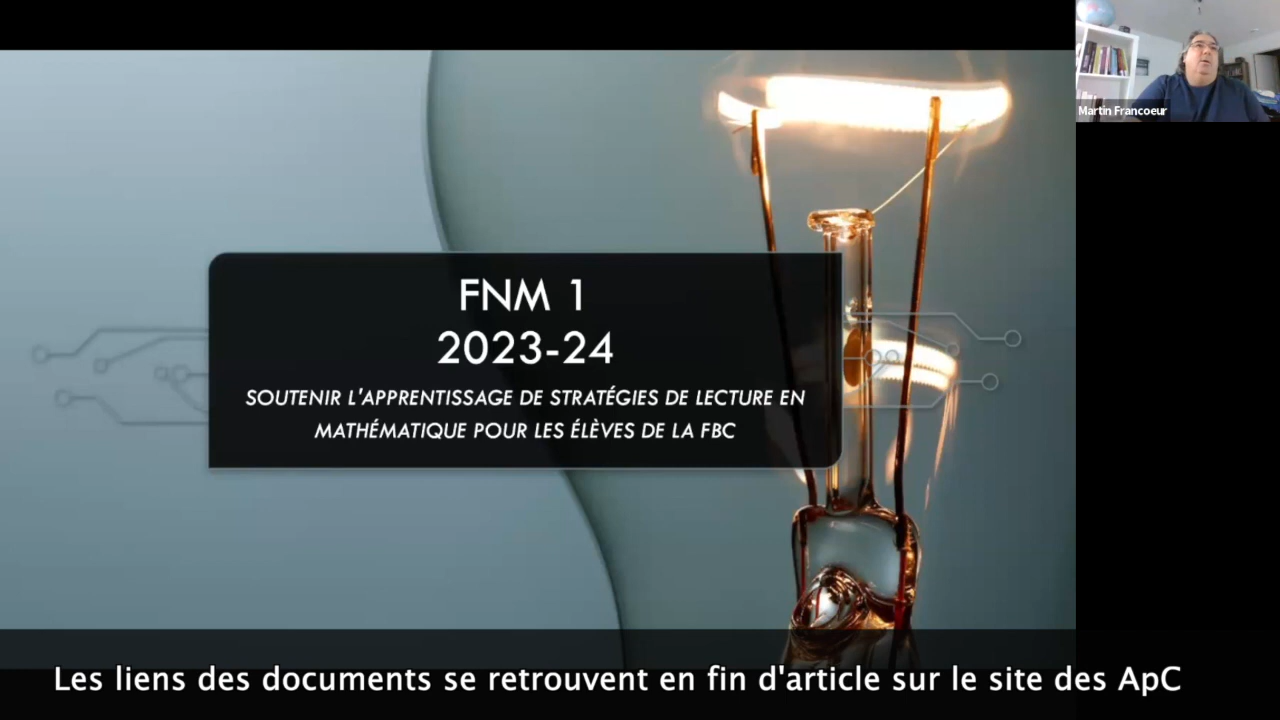 Martin Francoeur
FNM 1
2023-24
SOUTENIR L'APPRENTISSAGE DE STRATÉGIES DE LECTURE EN
MATHÉMATIQUE POUR LES ÉLÈVES DE LA FBC
Les liens des documents se retrouvent en fin d'article sur le site des ApC